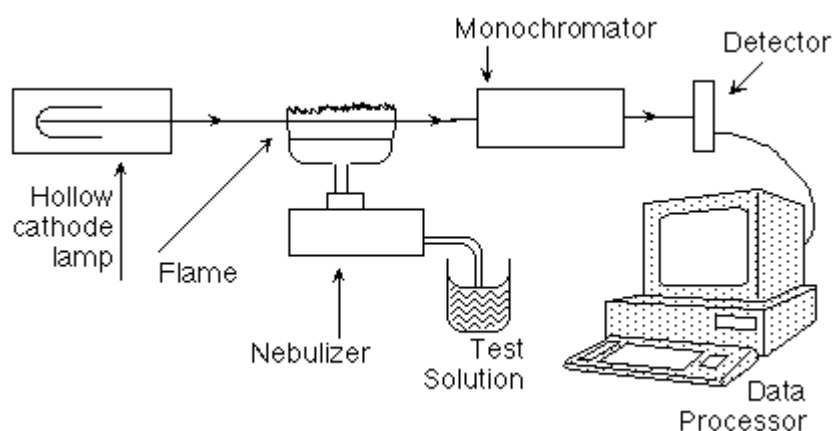 Monochromator
Detector
Hollow
cathode
lamp
Flame
Nebulizer
Test
Solution
Data
Processor